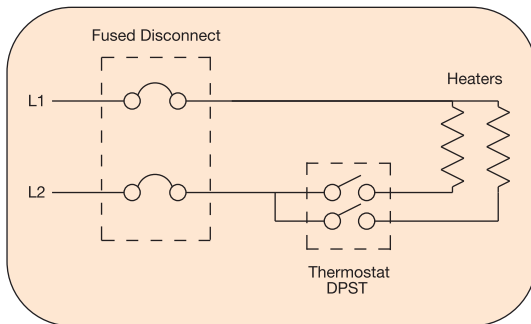 Fused Disconnect
Heaters
L1
L2
Thermostat
DPST